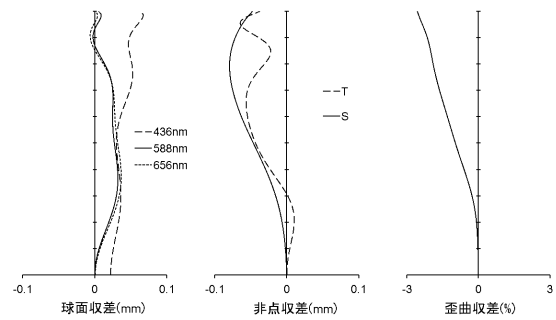 436nm
588nm
656nm
-0.1 0 0.1
球面収差(mm)
T
S
-0.1 0 0.1
非点収差(mm)
-3 0 3
歪曲収差(%)